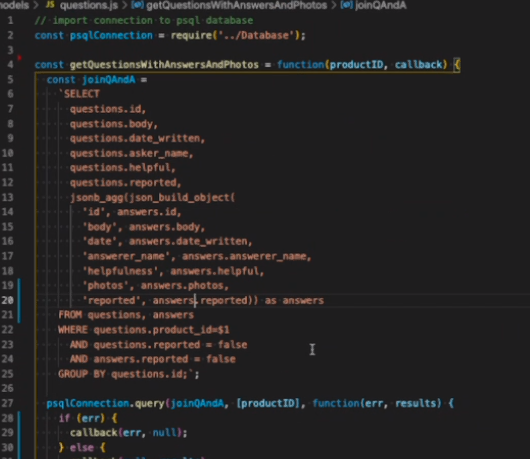 models > JS questions.js > getQuestionsWithAnswersAndPhotos > joinQAndA
1 // import connection to psql database
2 const psqlConnection = require('../Database');
3
4 const getQuestionsWithAnswersAndPhotos = function(productID, callback) {
5 const joinQAndA =
6 `SELECT
7 questions.id,
8 questions.body,
9 questions.date_written,
10 questions.asker_name,
11 questions.helpful,
12 questions.reported,
13 jsonb_agg(json_build_object(
14 'id', answers.id,
15 'body', answers.body,
16 'date', answers.date_written,
17 'answerer_name', answers.answerer_name,
18 'helpfulness', answers.helpful,
19 'photos', answers.photos,
20 'reported', answers.reported)) as answers
21 FROM questions, answers
22 WHERE questions.product_id=$1
23 AND questions.reported = false
24 AND answers.reported = false
25 GROUP BY questions.id;`;
26
27 psqlConnection.query(joinQAndA, [productID], function(err, results) {
28 if (err) {
29 callback(err, null);
30 } else {